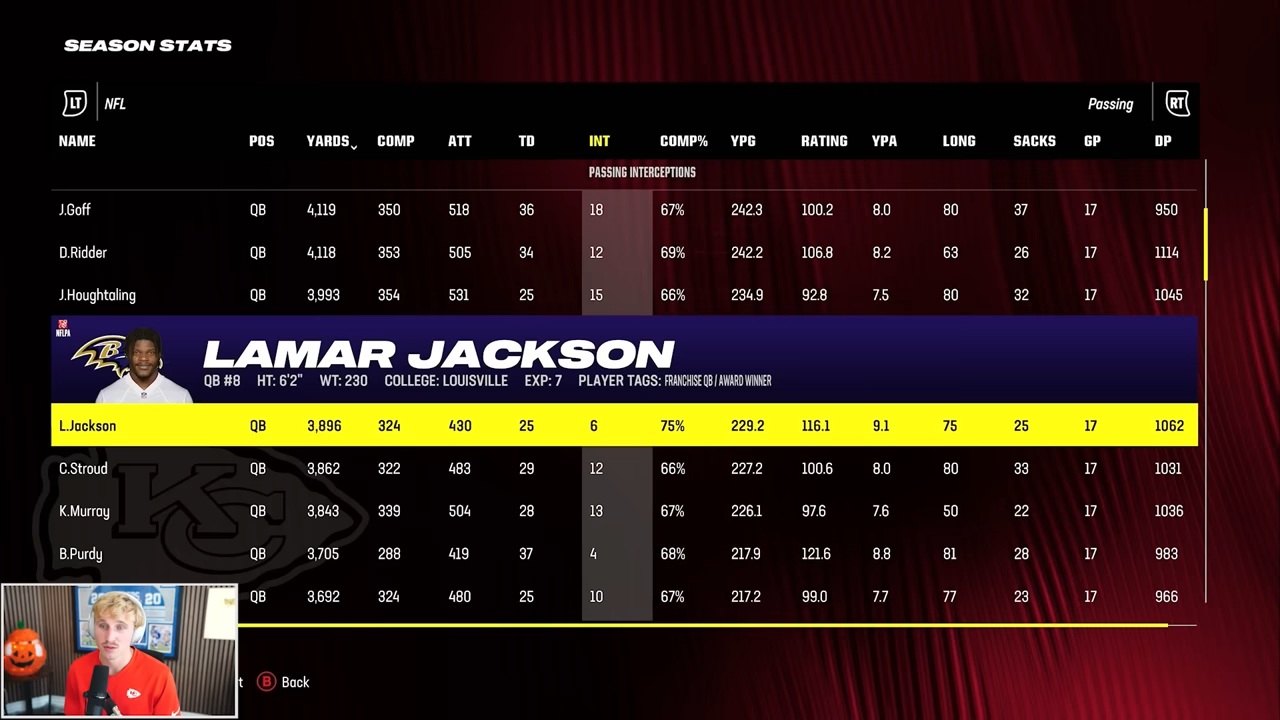 SEASON STATS
LT NFL Passing RT
NAME POS YARDS COMP ATT TD INT COMP% YPG RATING YPA LONG SACKS GP DP
PASSING INTERCEPTIONS
J.Goff QB 4,119 350 518 36 18 67% 242.3 100.2 8.0 80 37 17 950
D.Ridder QB 4,118 353 505 34 12 69% 242.2 106.8 8.2 63 26 17 1114
J.Houghtaling QB 3,993 354 531 25 15 66% 234.9 92.8 7.5 80 32 17 1045
NFLPA
LAMAR JACKSON
QB #8 HT: 6'2" WT: 230 COLLEGE: LOUISVILLE EXP: 7 PLAYER TAGS: FRANCHISE QB / AWARD WINNER
L.Jackson QB 3,896 324 430 25 6 75% 229.2 116.1 9.1 75 25 17 1062
C.Stroud QB 3,862 322 483 29 12 66% 227.2 100.6 8.0 80 33 17 1031
K.Murray QB 3,843 339 504 28 13 67% 226.1 97.6 7.6 50 22 17 1036
B.Purdy QB 3,705 288 419 37 4 68% 217.9 121.6 8.8 81 28 17 983
QB 3,692 324 480 25 10 67% 217.2 99.0 7.7 77 23 17 966
KC
20
t B Back